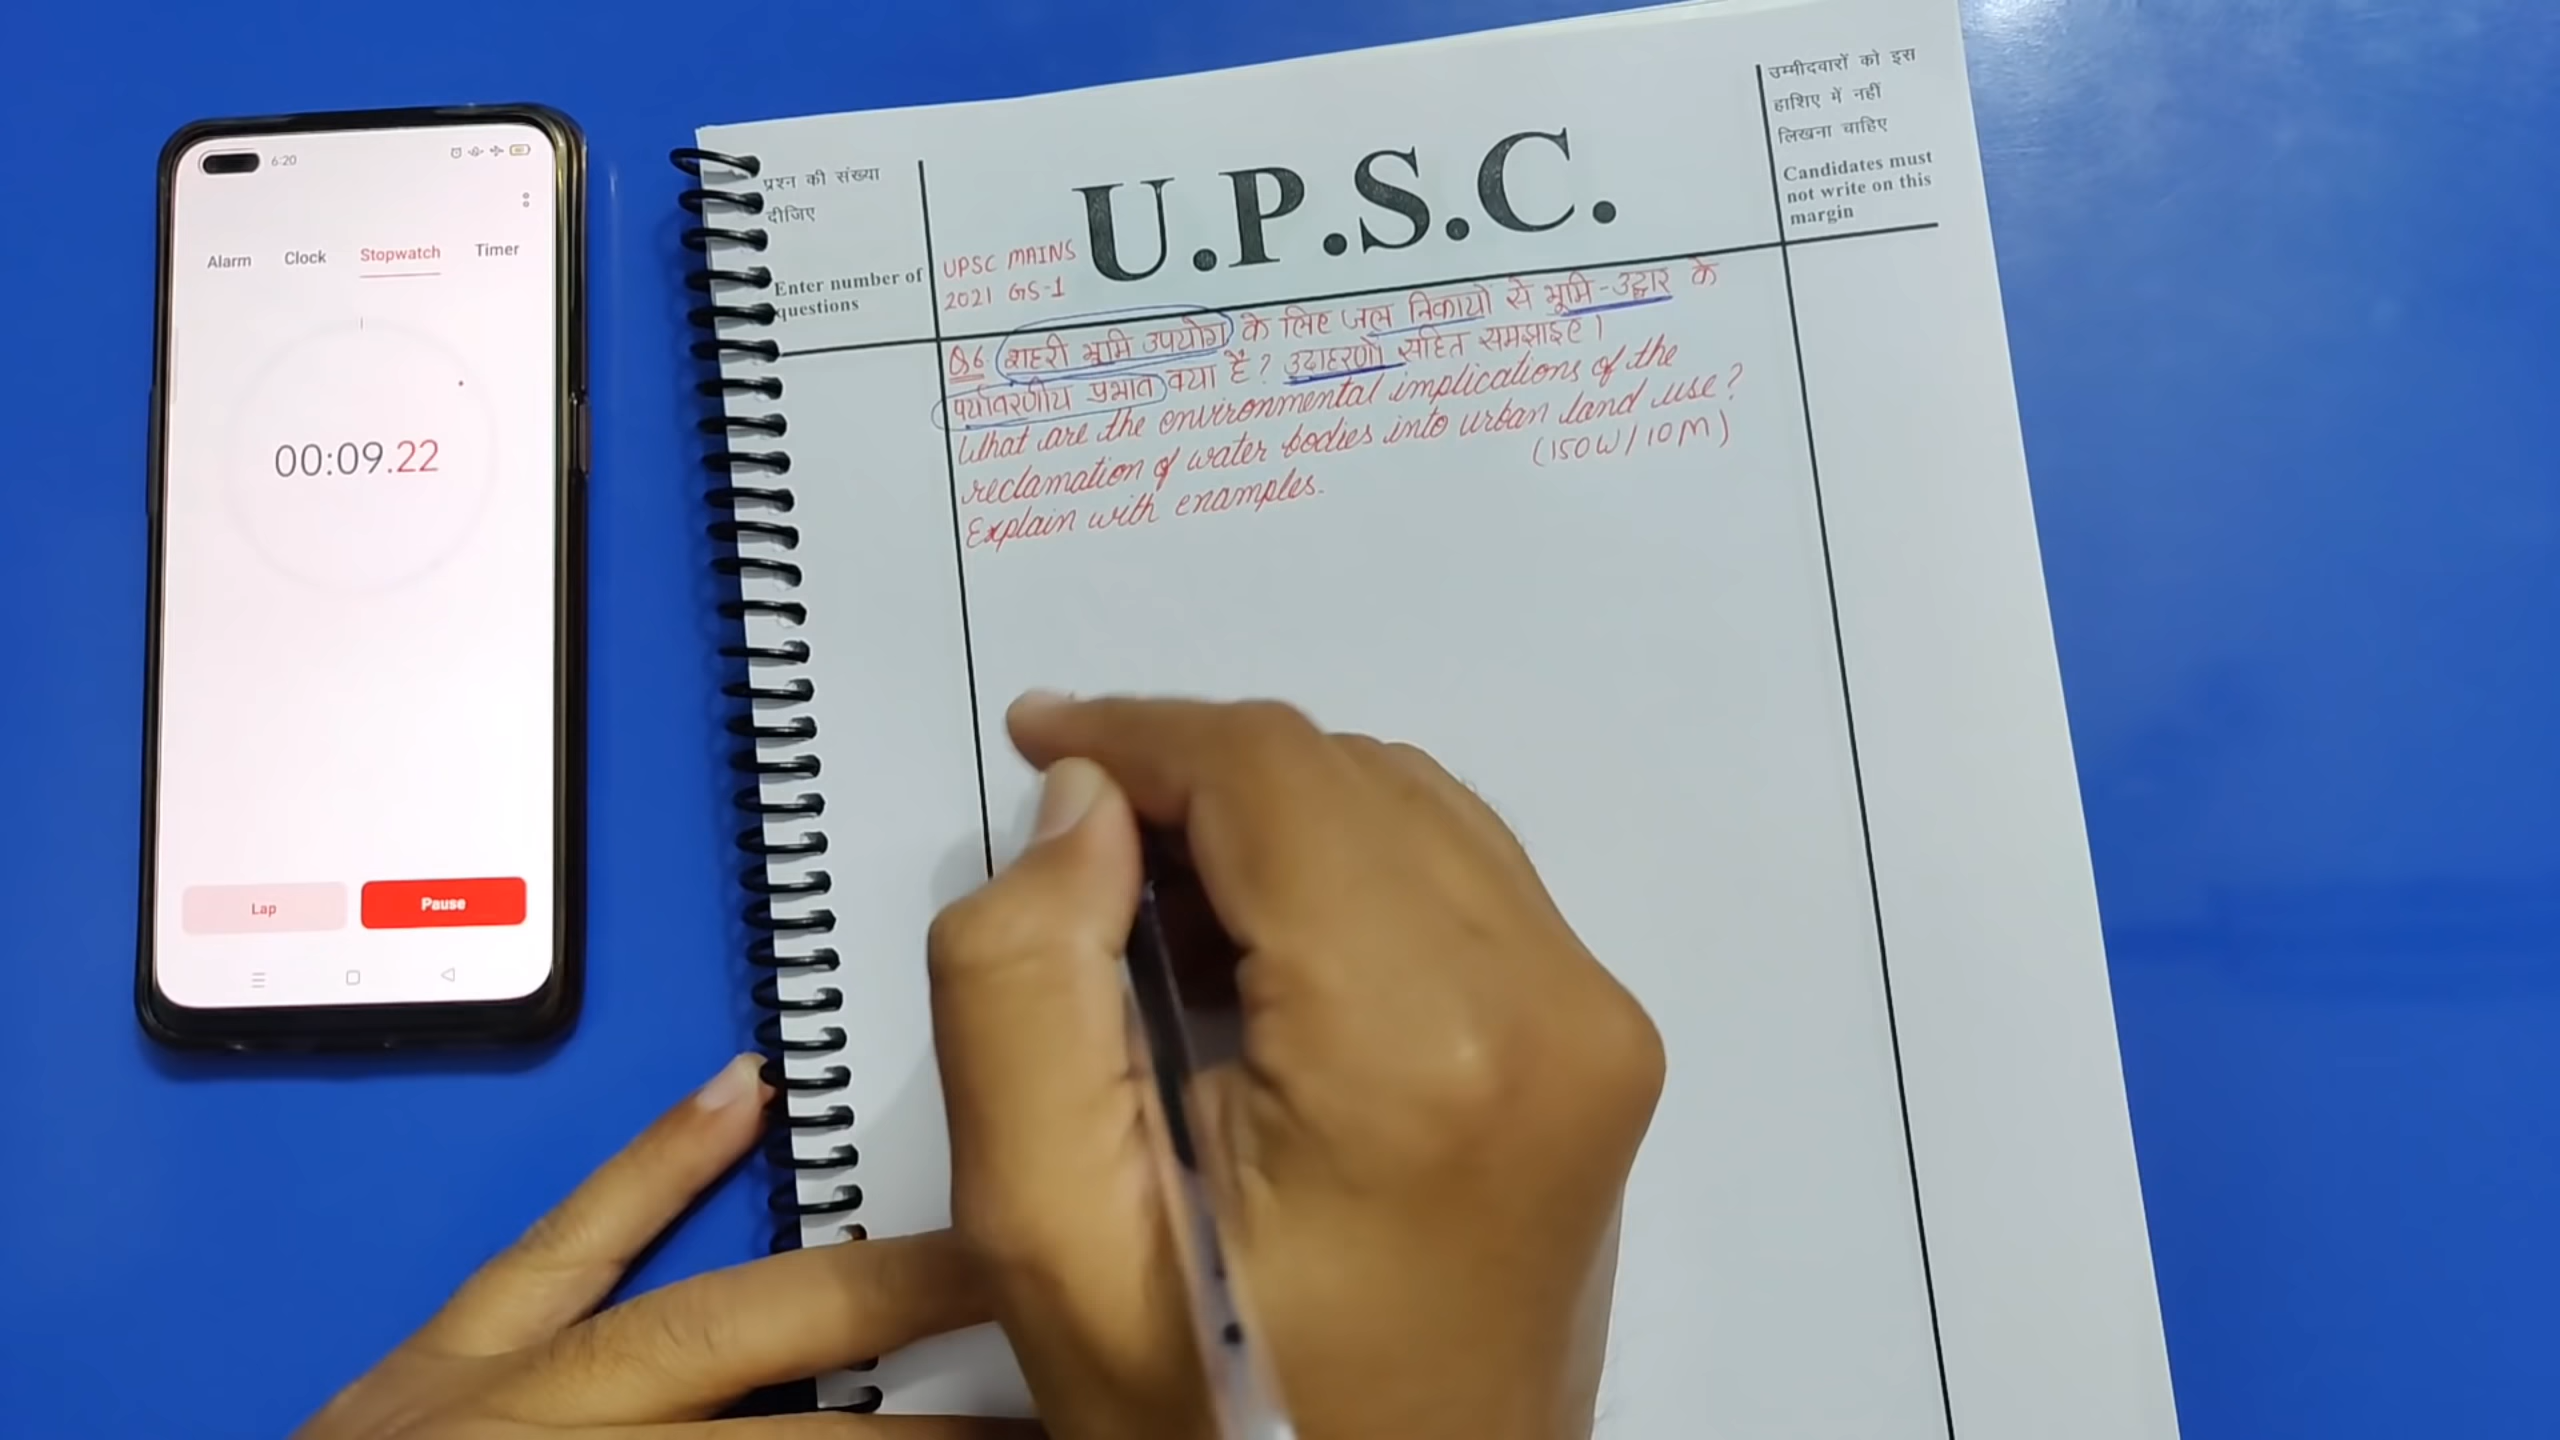 6:20
Alarm Clock Stopwatch Timer
00:09.22
Lap Pause
प्रश्न की संख्या
दीजिए
Enter number of
questions
U.P.S.C.
उम्मीदवारों को इस
हाशिए में नहीं
लिखना चाहिए
Candidates must
not write on this
margin
UPSC MAINS
2021 GS-1
Q6. शहरी भूमि उपयोग के लिए जल निकायों से भूमि-उद्धार के
पर्यावरणीय प्रभाव क्या है? उदाहरणों सहित समझाइए।
What are the environmental implications of the
reclamation of water bodies into urban land use?
Explain with enamples.
(150W/10M)